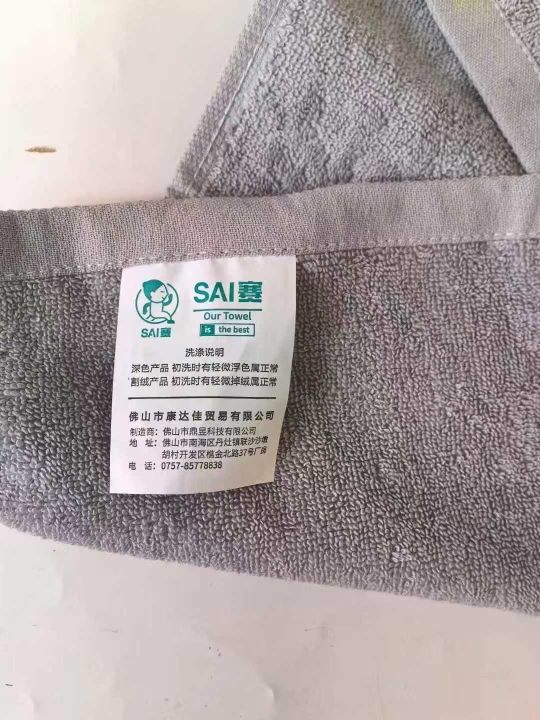 SAI赛
SAI赛
Our Towel
is the best
洗涤说明
深色产品 初洗时有轻微浮色属正常
割绒产品 初洗时有轻微掉绒属正常
佛山市康达佳贸易有限公司
制造商：佛山市鼎昱科技有限公司
地 址：佛山市南海区丹灶镇联沙沙墩
胡村开发区樵金北路37号厂房
电 话：0757-85778838